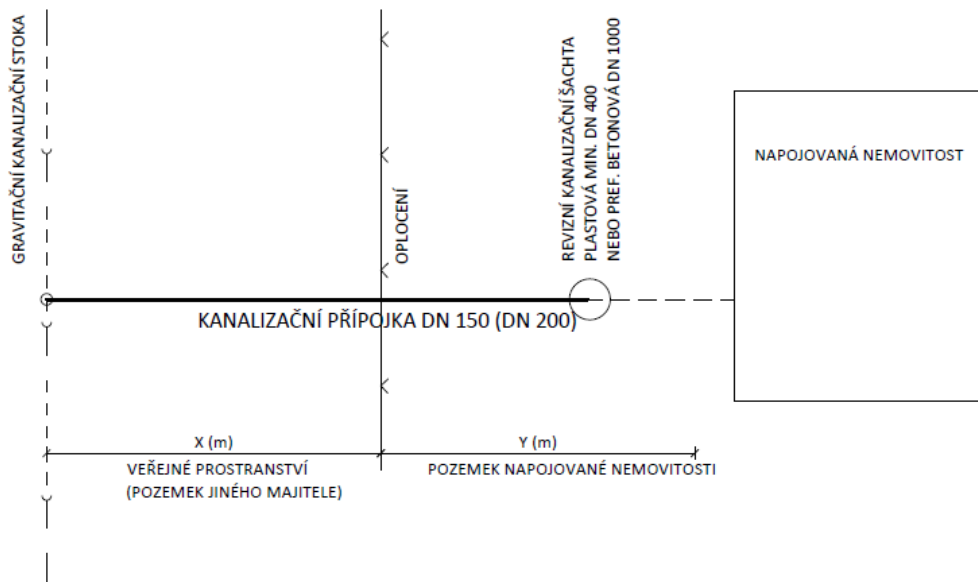 GRAVITAČNÍ KANALIZAČNÍ STOKA
OPLOCENÍ
REVIZNÍ KANALIZAČNÍ ŠACHTA
PLASTOVÁ MIN. DN 400
NEBO PREF. BETONOVÁ DN 1000
NAPOJOVANÁ NEMOVITOST
KANALIZAČNÍ PŘÍPOJKA DN 150 (DN 200)
X (m)
VEŘEJNÉ PROSTRANSTVÍ
(POZEMEK JINÉHO MAJITELE)
Y (m)
POZEMEK NAPOJOVANÉ NEMOVITOSTI